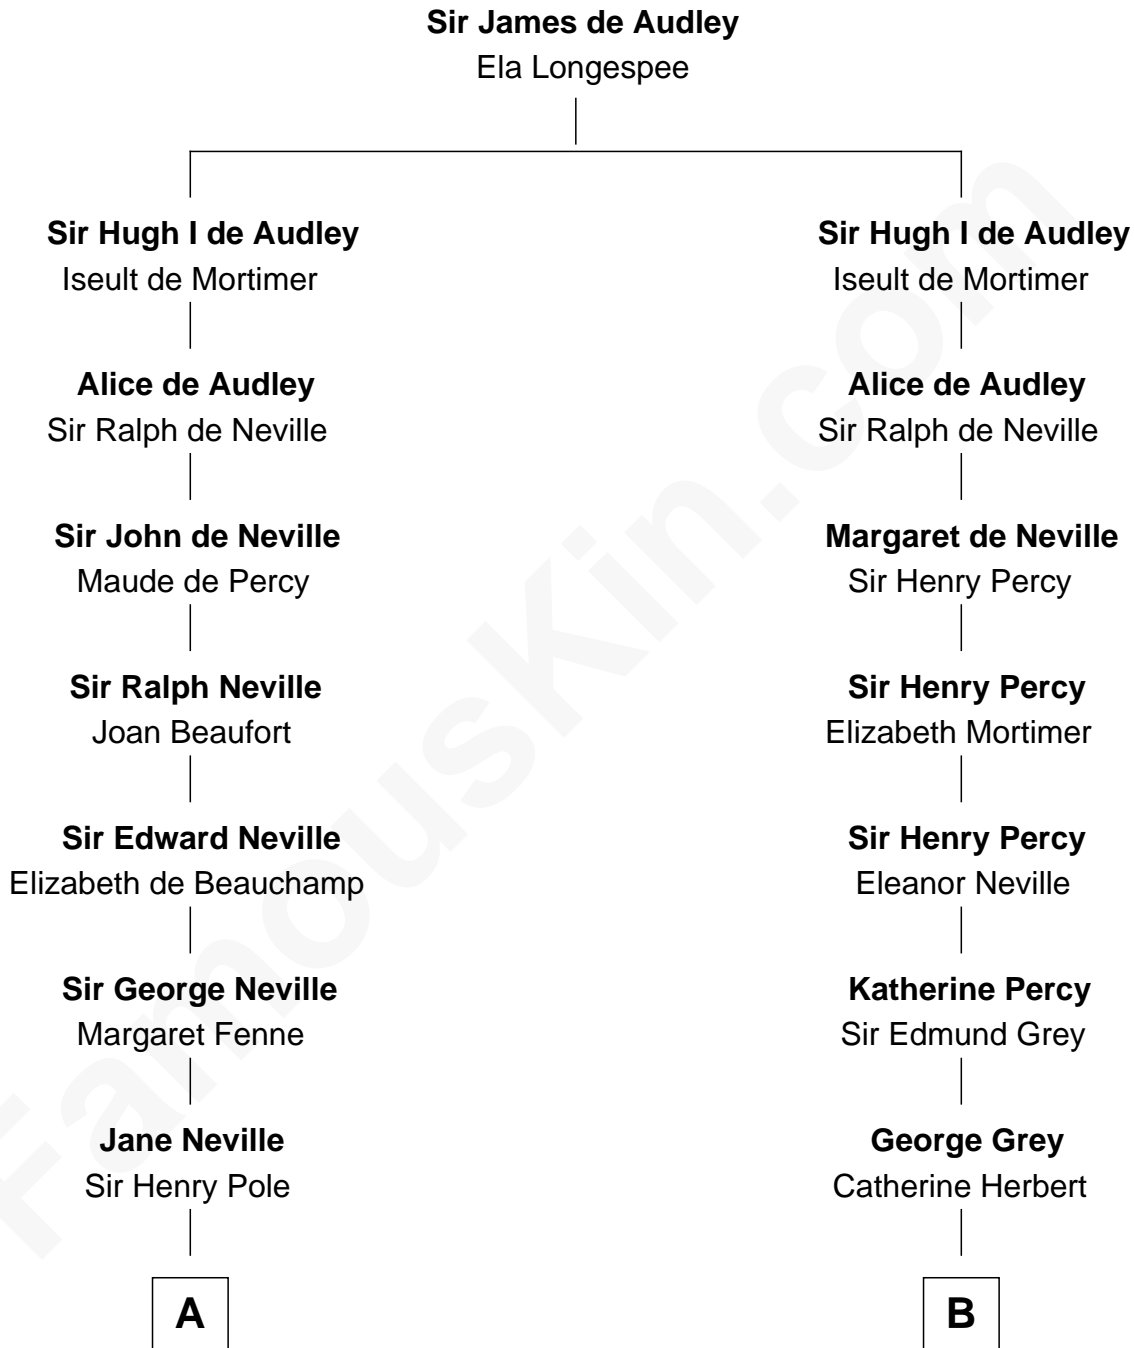 Sir James de Audley
Ela Longespee
Sir Hugh I de Audley
Iseult de Mortimer
Alice de Audley
Sir Ralph de Neville
Sir John de Neville
Maude de Percy
Sir Ralph Neville
Joan Beaufort
Sir Edward Neville
Elizabeth de Beauchamp
Sir George Neville
Margaret Fenne
Jane Neville
Sir Henry Pole
A
Sir Hugh I de Audley
Iseult de Mortimer
Alice de Audley
Sir Ralph de Neville
Margaret de Neville
Sir Henry Percy
Sir Henry Percy
Elizabeth Mortimer
Sir Henry Percy
Eleanor Neville
Katherine Percy
Sir Edmund Grey
George Grey
Catherine Herbert
B
FamousKin.com